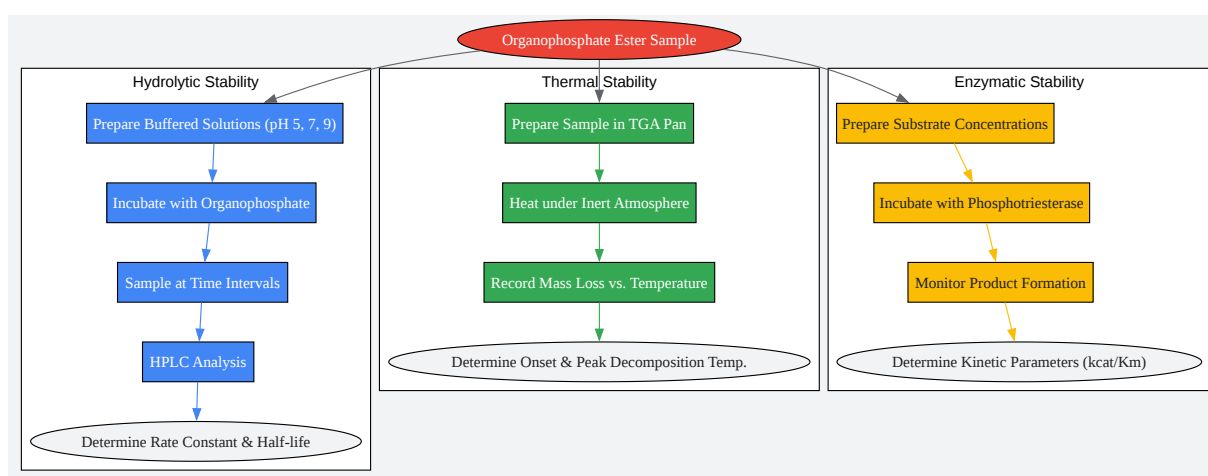 Organophosphate Ester Sample
Hydrolytic Stability
Prepare Buffered Solutions (pH 5, 7, 9)
Incubate with Organophosphate
Sample at Time Intervals
HPLC Analysis
Determine Rate Constant & Half-life
Thermal Stability
Prepare Sample in TGA Pan
Heat under Inert Atmosphere
Record Mass Loss vs. Temperature
Determine Onset & Peak Decomposition Temp.
Enzymatic Stability
Prepare Substrate Concentrations
Incubate with Phosphotriesterase
Monitor Product Formation
Determine Kinetic Parameters (kcat/Km)